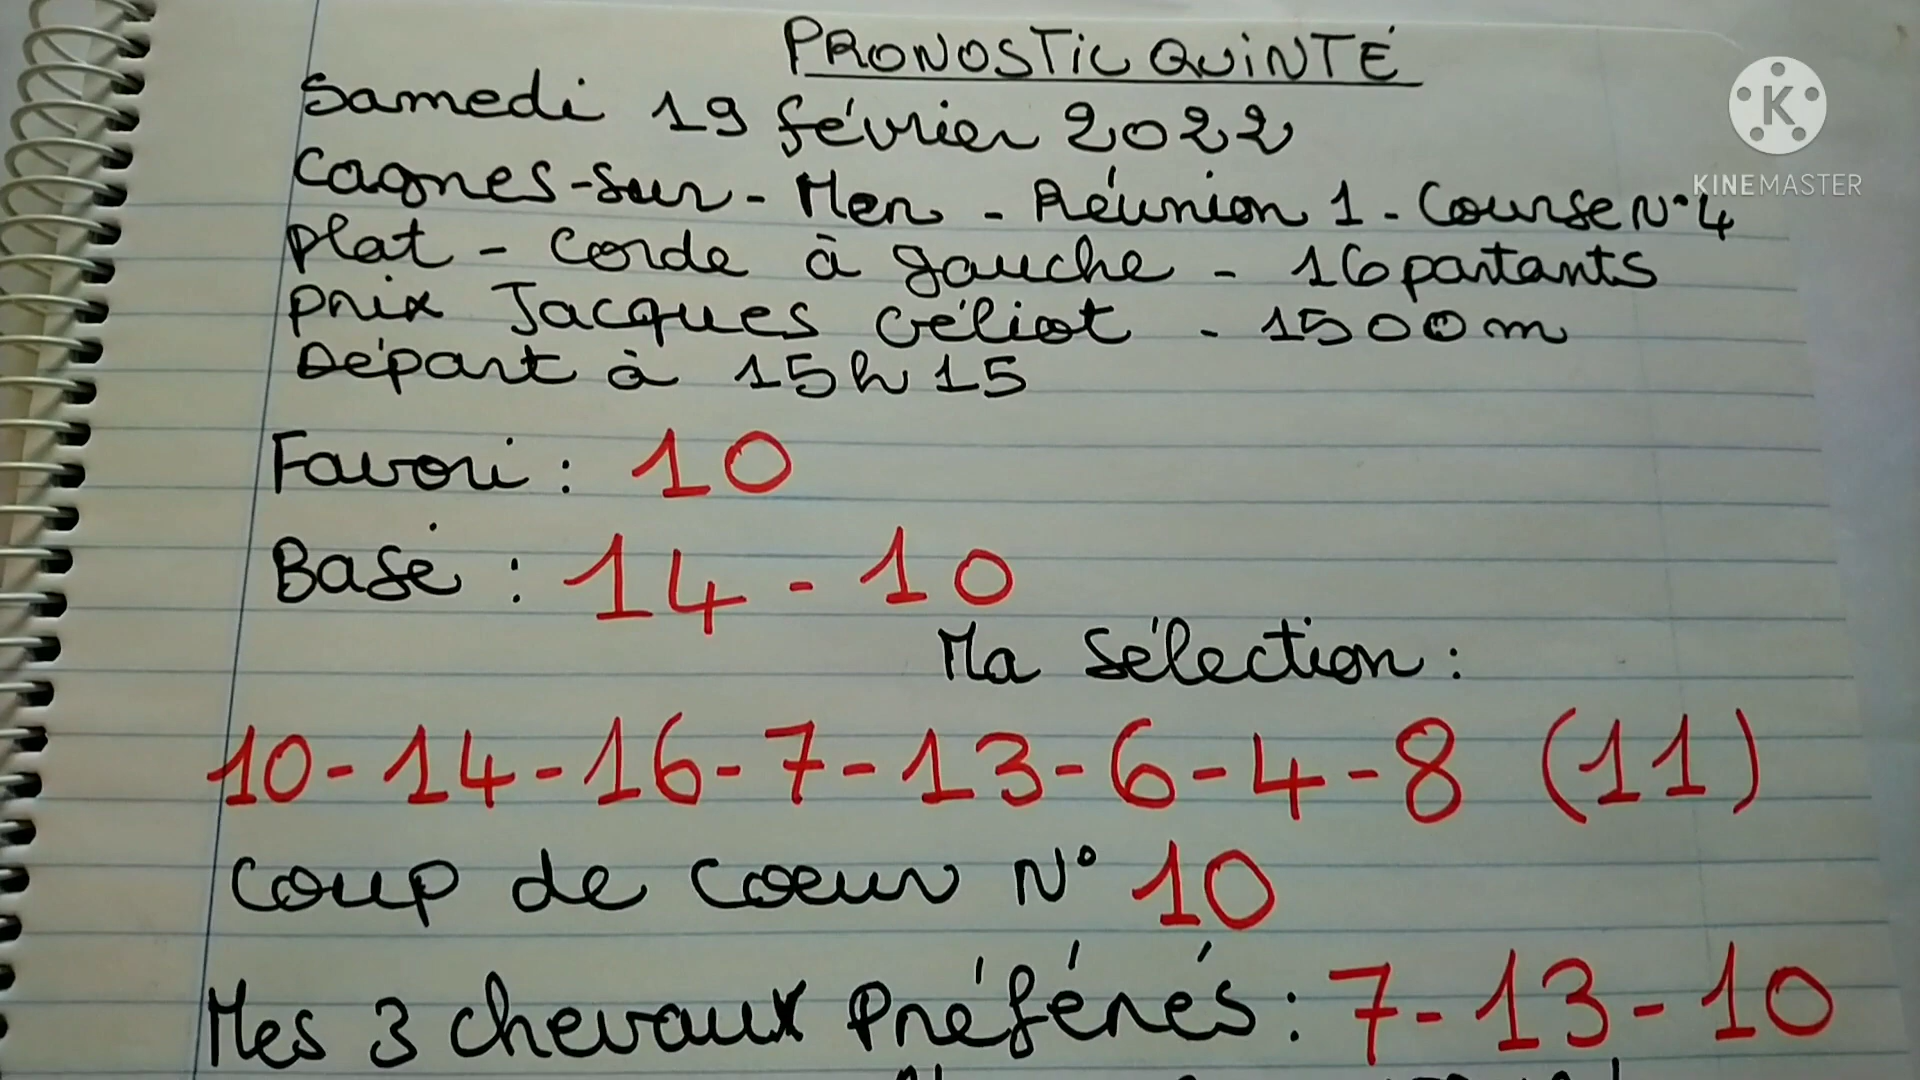 PRONOSTIC QUINTÉ
Samedi 19 février 2022
Cagnes-sur-Mer - Réunion 1 - Course N°4
Plat - Corde à gauche - 16 partants
Prix Jacques Géliot - 1500m
Départ à 15h15
Favori : 10
Base : 14 - 10
Ma Sélection :
10-14-16-7-13-6-4-8 (11)
Coup de coeur N° 10
Mes 3 chevaux Préférés : 7-13-10
K
KINEMASTER